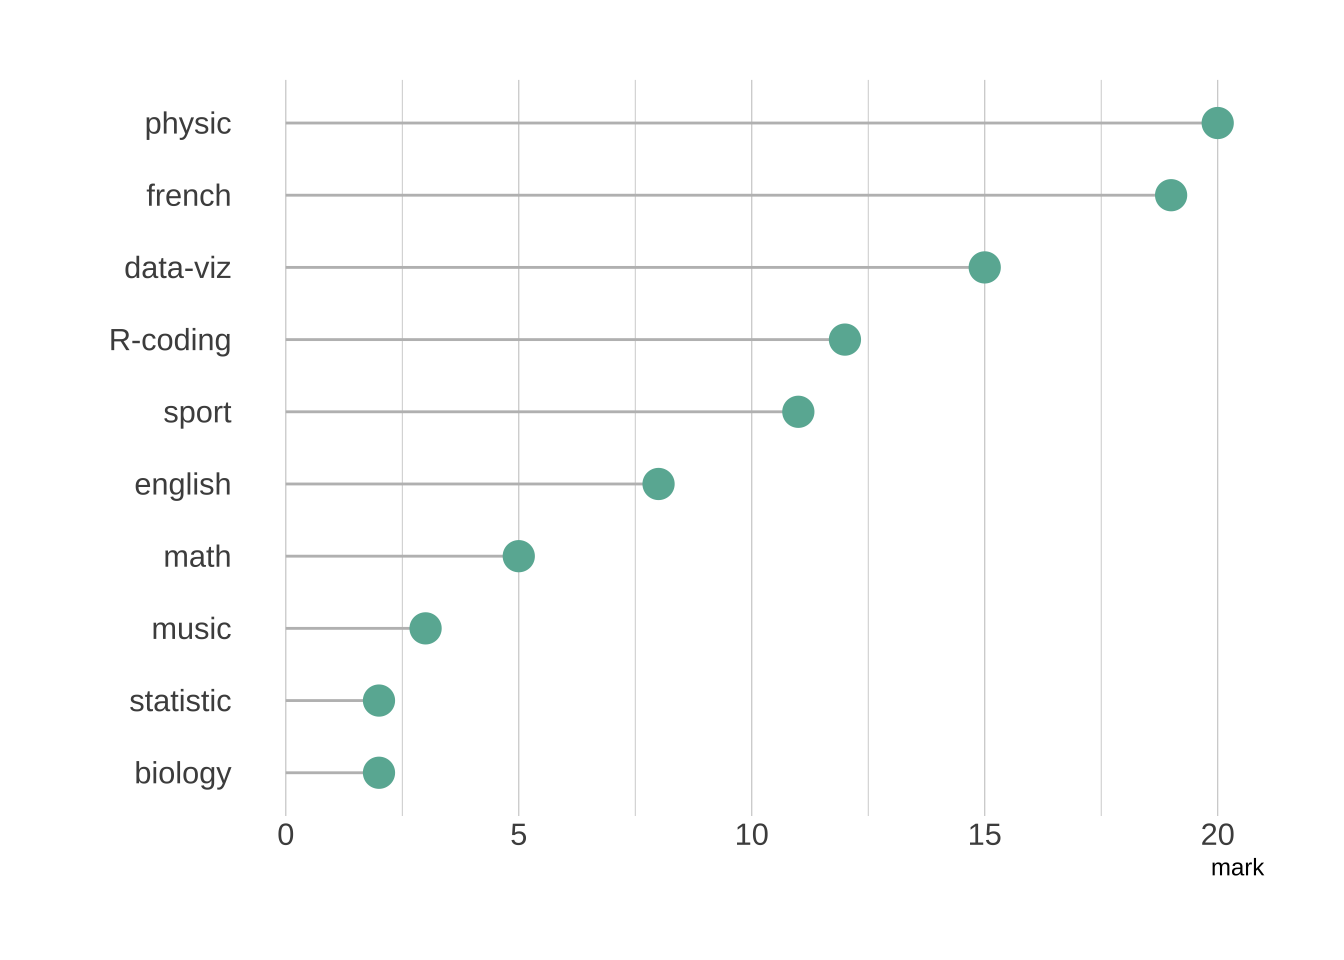 physic
french
data-viz
R-coding
sport
english
math
music
statistic
biology
0 5 10 15 20
mark